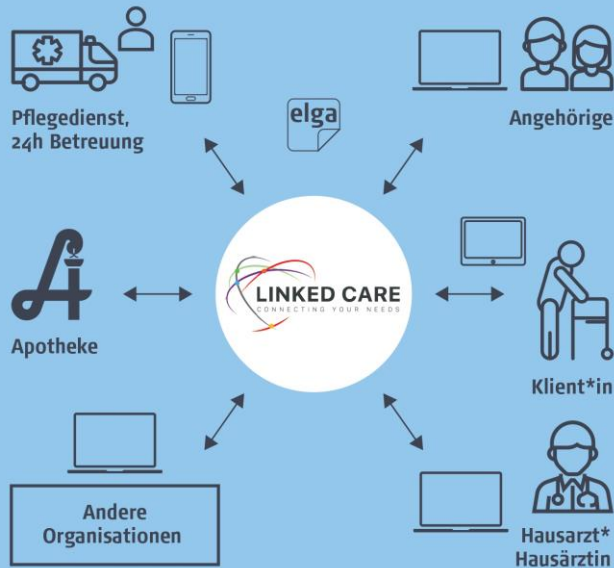 elga
Pflegedienst,
24h Betreuung
Angehörige
LINKED CARE
CONNECTING YOUR NEEDS
Apotheke
Klient*in
Andere
Organisationen
Hausarzt*
Hausärztin